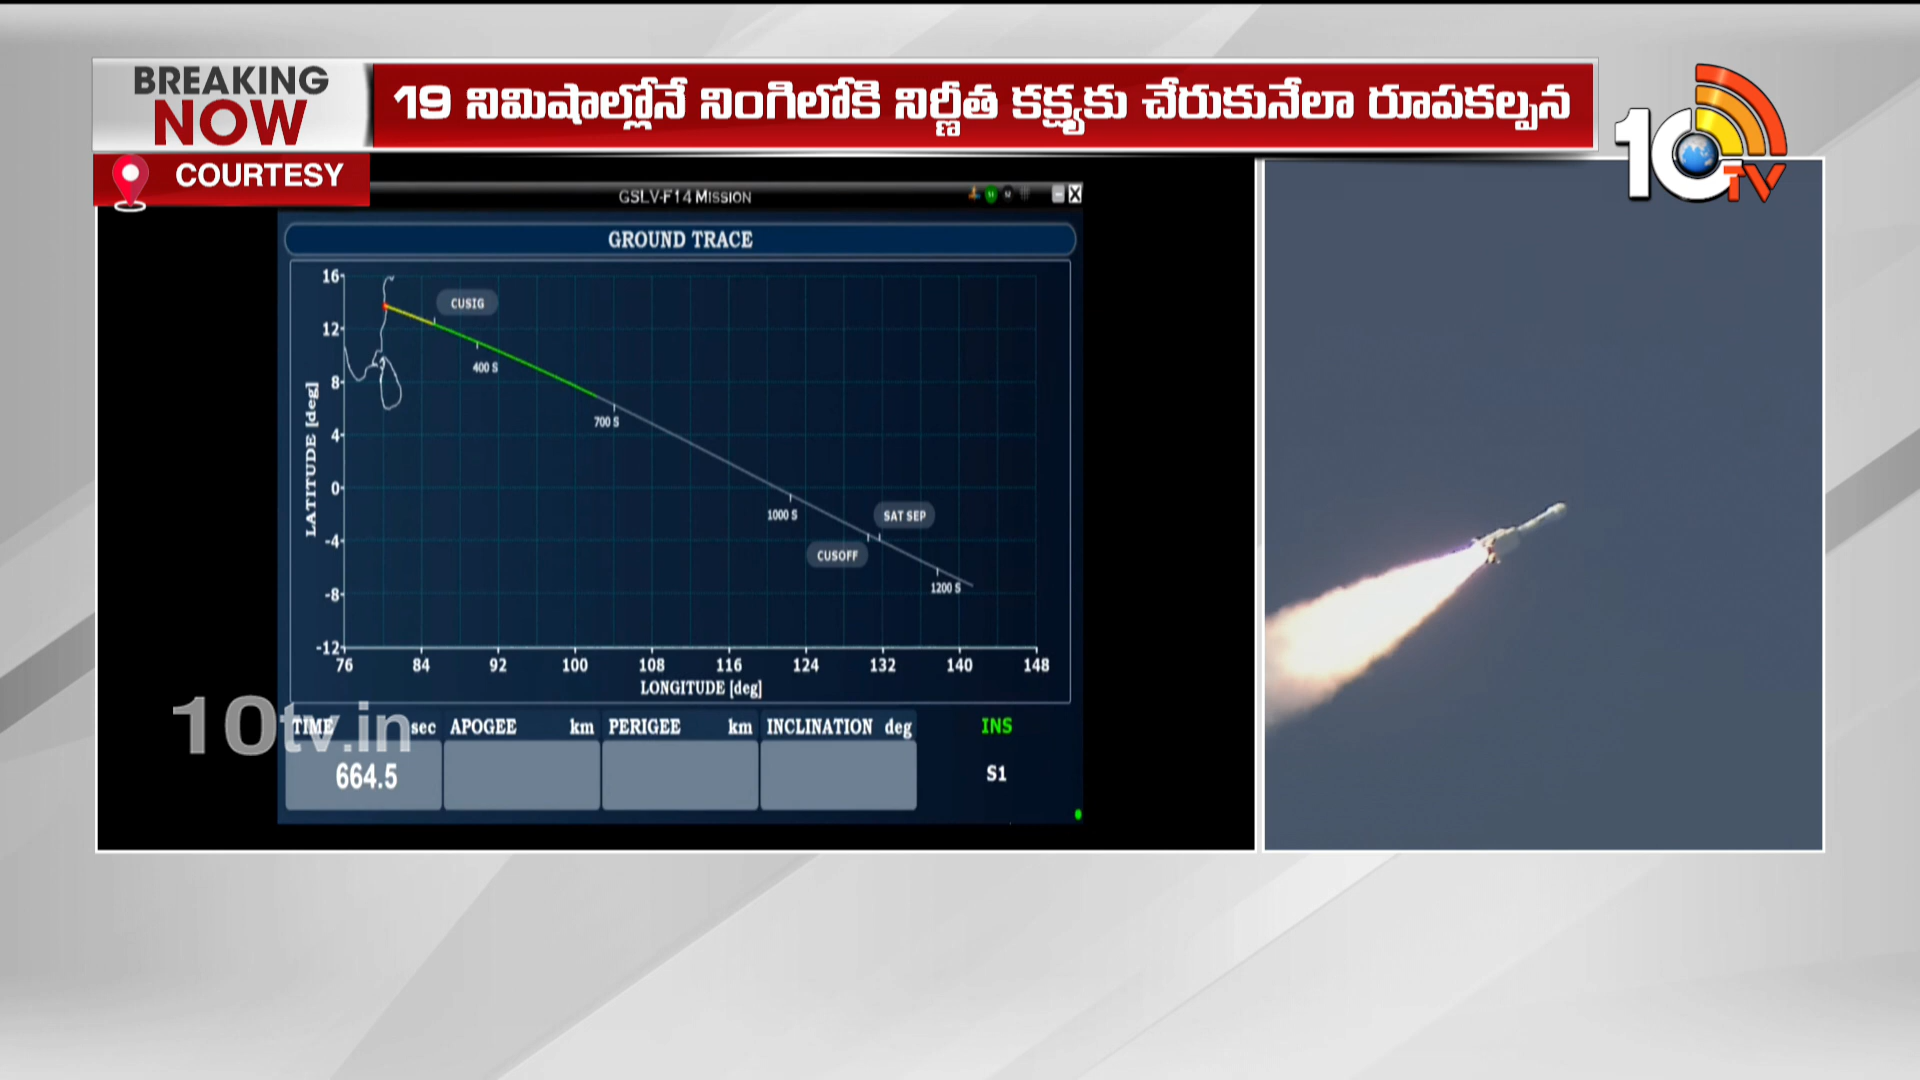 BREAKING
NOW
19 నిమిషాల్లోనే నింగిలోకి నిర్ణీత కక్ష్యకు చేరుకునేలా రూపకల్పన
10TV
COURTESY
GSLV-F14 MISSION
GROUND TRACE
16
12
8
4
0
-4
-8
-12
LATITUDE [deg]
CUSIG
400 S
700 S
1000 S
SAT SEP
CUSOFF
1200 S
76 84 92 100 108 116 124 132 140 148
LONGITUDE [deg]
10tv.in
TIME sec APOGEE km PERIGEE km INCLINATION deg INS
664.5 S1